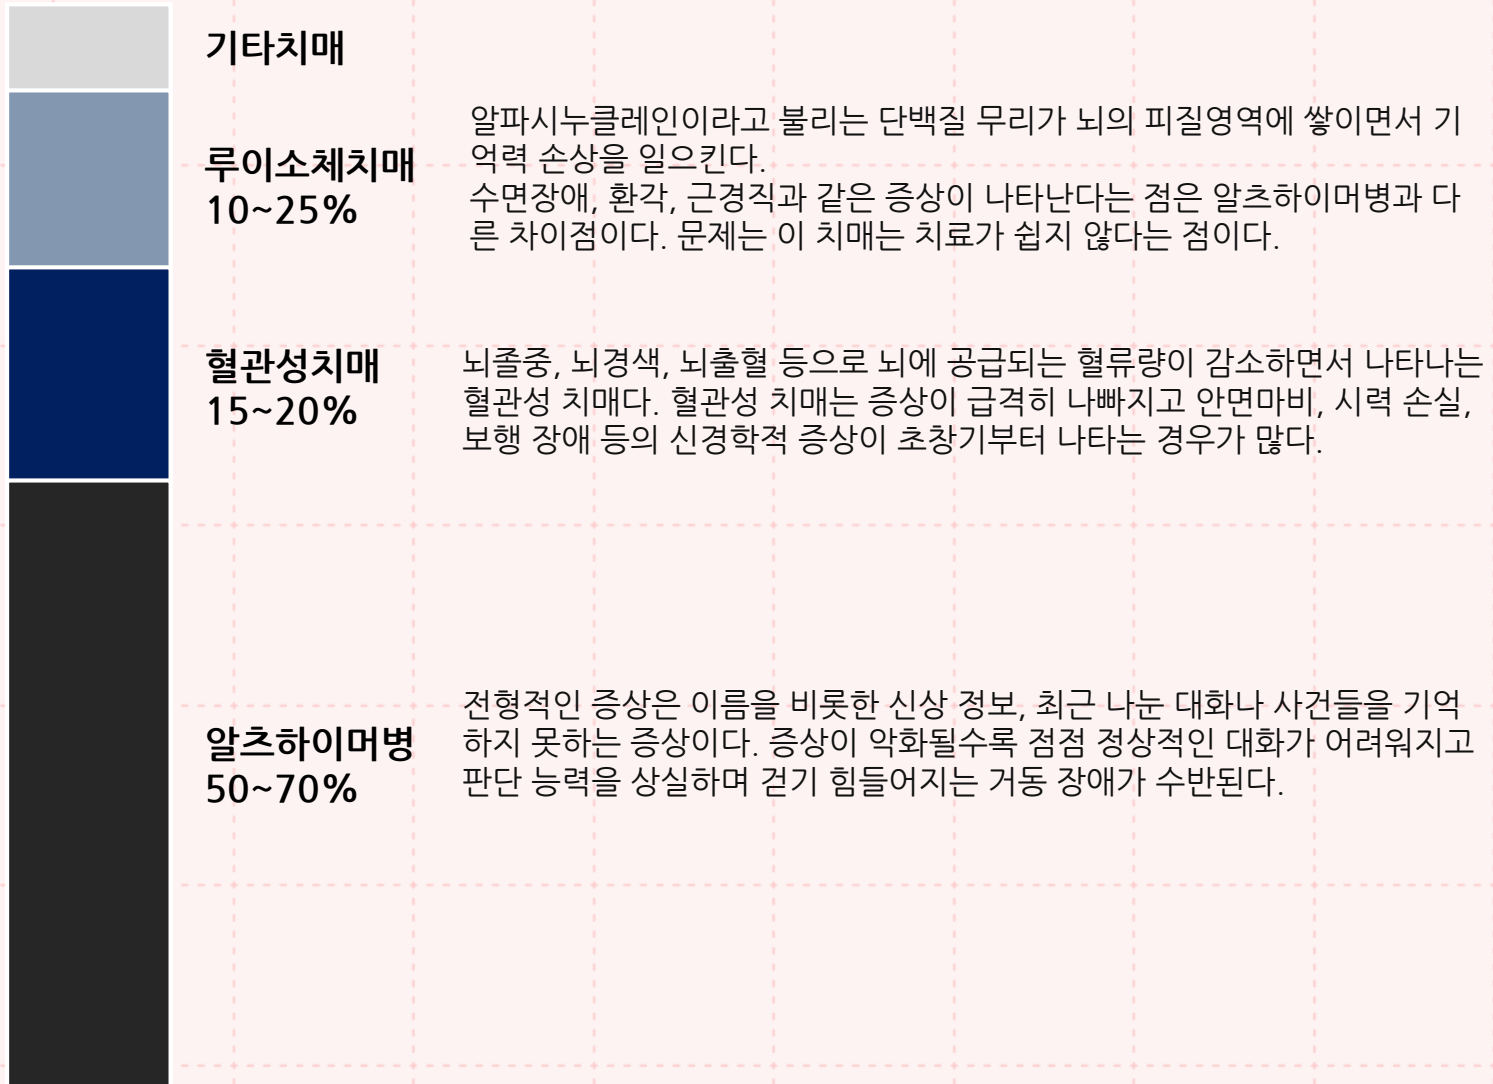 기타치매
루이소체치매
10~25%
알파시누클레인이라고 불리는 단백질 무리가 뇌의 피질영역에 쌓이면서 기
억력 손상을 일으킨다.
수면장애, 환각, 근경직과 같은 증상이 나타난다는 점은 알츠하이머병과 다
른 차이점이다. 문제는 이 치매는 치료가 쉽지 않다는 점이다.
혈관성치매
15~20%
뇌졸중, 뇌경색, 뇌출혈 등으로 뇌에 공급되는 혈류량이 감소하면서 나타나는
혈관성 치매다. 혈관성 치매는 증상이 급격히 나빠지고 안면마비, 시력 손실,
보행 장애 등의 신경학적 증상이 초창기부터 나타는 경우가 많다.
알츠하이머병
50~70%
전형적인 증상은 이름을 비롯한 신상 정보, 최근 나눈 대화나 사건들을 기억
하지 못하는 증상이다. 증상이 악화될수록 점점 정상적인 대화가 어려워지고
판단 능력을 상실하며 걷기 힘들어지는 거동 장애가 수반된다.